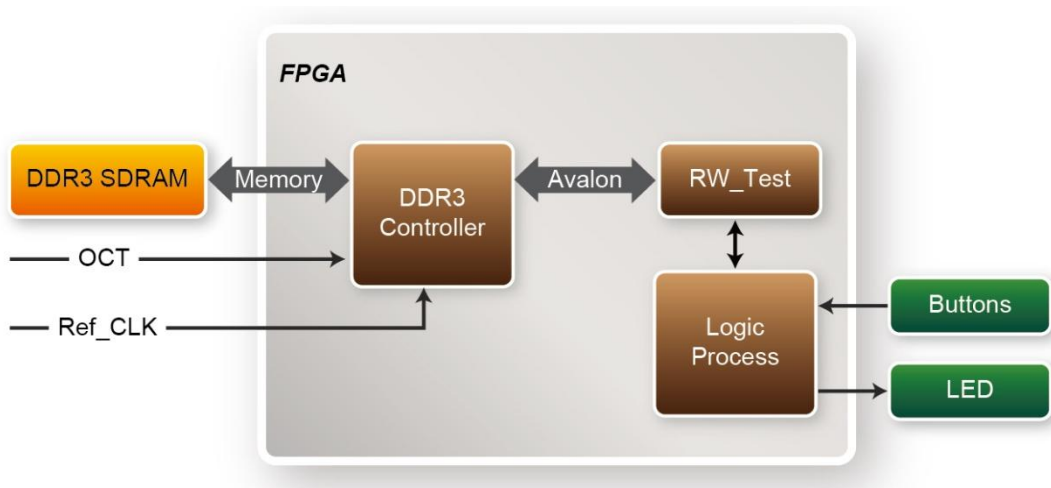 FPGA
DDR3 SDRAM
Memory
DDR3
Controller
Avalon
RW_Test
OCT
Ref_CLK
Logic
Process
Buttons
LED